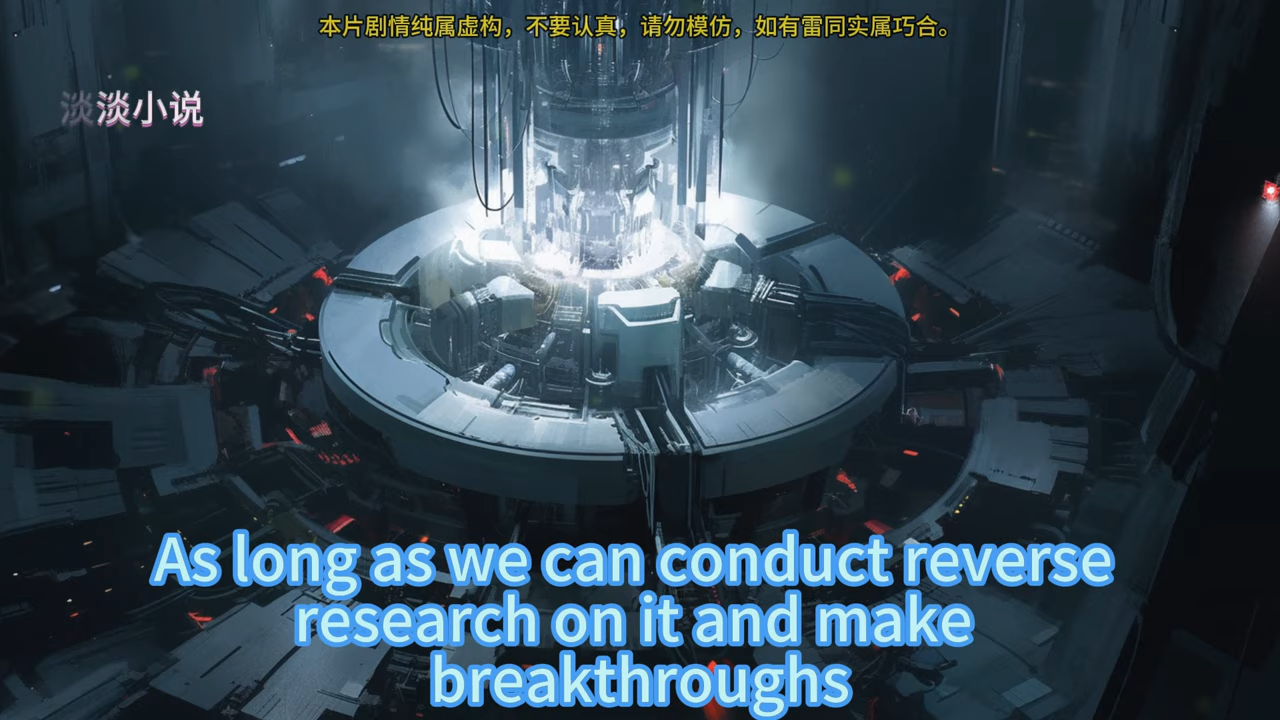 本片剧情纯属虚构，不要认真，请勿模仿，如有雷同实属巧合。
淡淡小说
As long as we can conduct reverse
research on it and make
breakthroughs